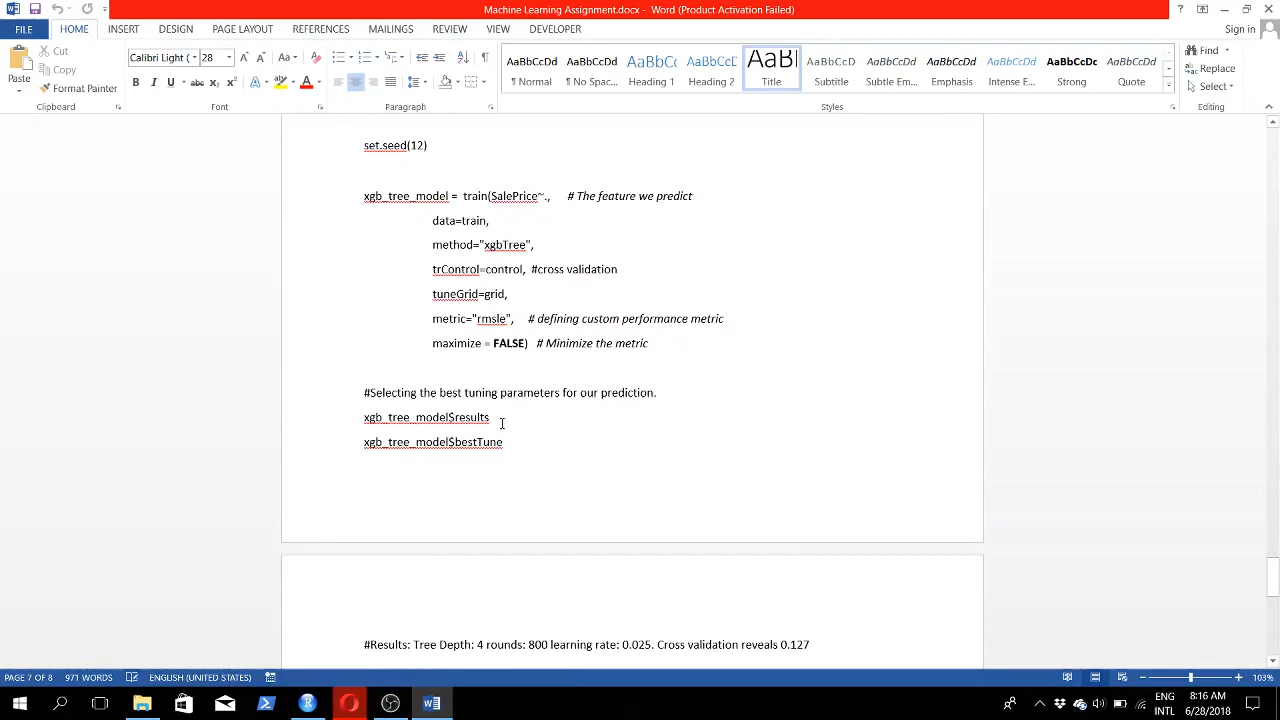 Machine Learning Assignment.docx - Word (Product Activation Failed)
FILE HOME INSERT DESIGN PAGE LAYOUT REFERENCES MAILINGS REVIEW VIEW DEVELOPER Sign in
Cut
Copy
Format Painter
Paste
Calibri Light ( 28
AaBbCcDd AaBbCcDd AaBbCc AaBbCcD AaB AaBbCcD AaBbCcDd AaBbCcDd AaBbCcDd AaBbCcDc AaBbCcDd
¶ Normal ¶ No Spac... Heading 1 Heading 2 Title Subtitle Subtle Em... Emphasis Intense E... Strong Quote
Find
Replace
Select
Clipboard Font Paragraph Styles Editing
set.seed(12)
xgb_tree_model = train(SalePrice~., # The feature we predict
data=train,
method="xgbTree",
trControl=control, #cross validation
tuneGrid=grid,
metric="rmsle", # defining custom performance metric
maximize = FALSE) # Minimize the metric
#Selecting the best tuning parameters for our prediction.
xgb_tree_model$results
xgb_tree_model$bestTune
#Results: Tree Depth: 4 rounds: 800 learning rate: 0.025. Cross validation reveals 0.127
PAGE 7 OF 8 971 WORDS ENGLISH (UNITED STATES) 103%
ENG
INTL
8:16 AM
6/28/2018